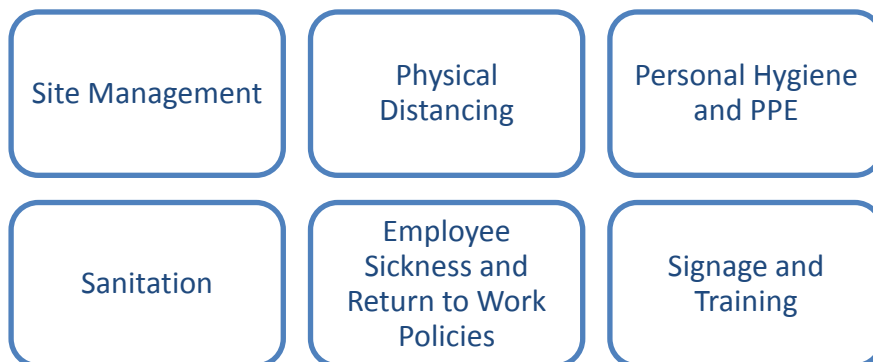 Site Management
Physical
Distancing
Personal Hygiene
and PPE
Sanitation
Employee
Sickness and
Return to Work
Policies
Signage and
Training